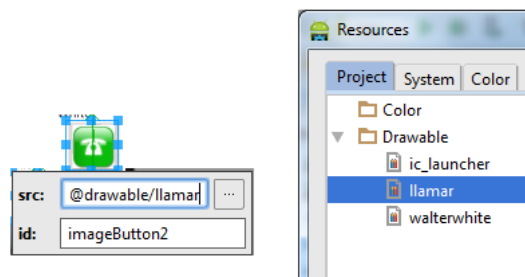 src: @drawable/llamar ...
id: imageButton2
Resources
Project System Color
Color
Drawable
ic_launcher
llamar
walterwhite